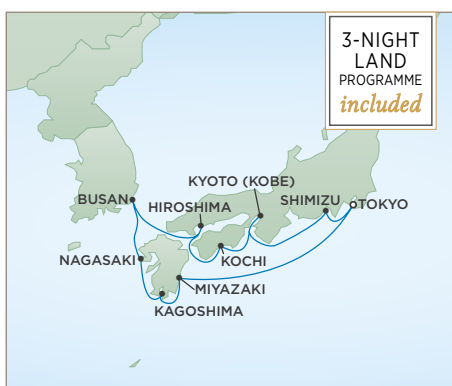 3-NIGHT
LAND
PROGRAMME
included
KYOTO (KOBE)
BUSAN
HIROSHIMA
SHIMIZU
TOKYO
NAGASAKI
KOCHI
MIYAZAKI
KAGOSHIMA